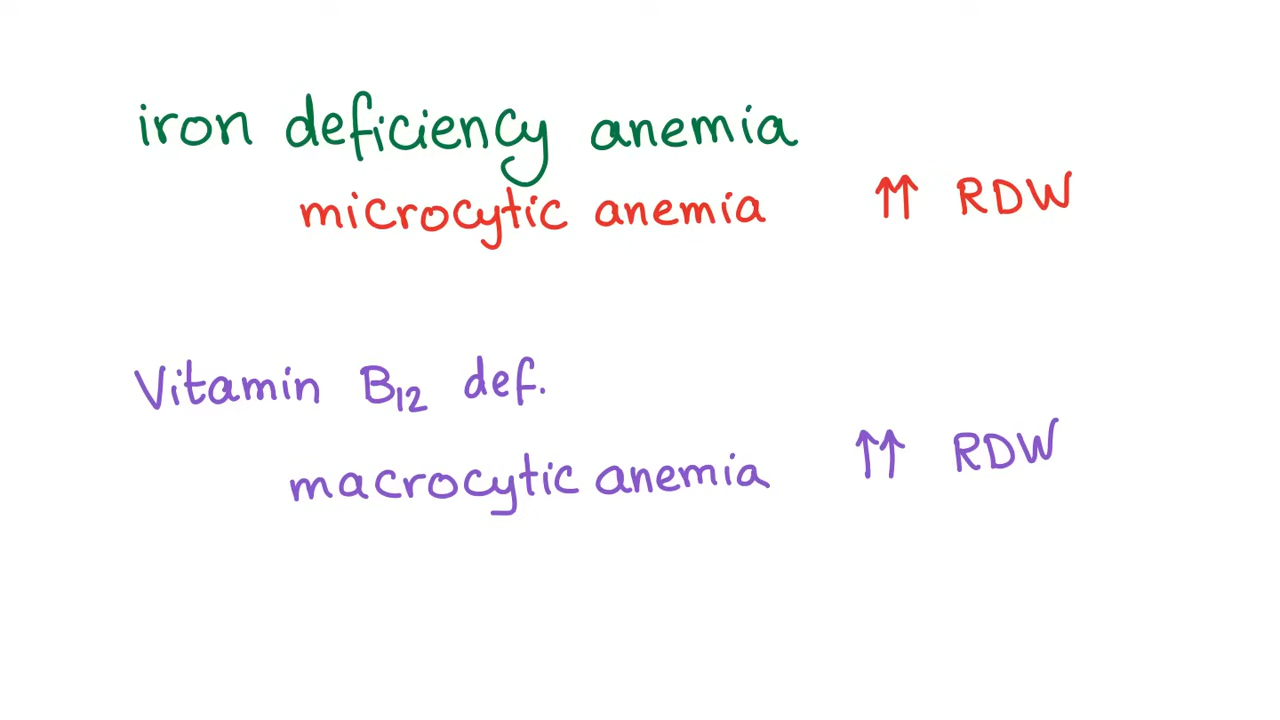 iron deficiency anemia
microcytic anemia ↑↑ RDW
Vitamin B₁₂ def.
macrocytic anemia ↑↑ RDW